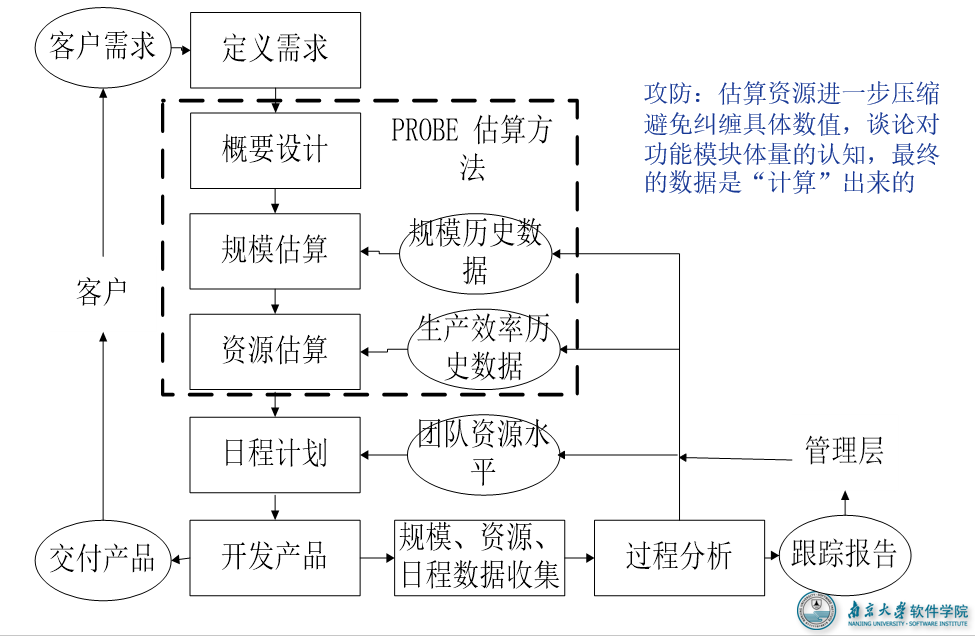 客户需求
定义需求
攻防：估算资源进一步压缩
避免纠缠具体数值，谈论对
功能模块体量的认知，最终
的数据是“计算”出来的
PROBE 估算方
法
概要设计
规模估算
规模历史数
据
客户
资源估算
生产效率历
史数据
日程计划
团队资源水
平
管理层
交付产品
开发产品
规模、资源、
日程数据收集
过程分析
跟踪报告
南京大学软件学院
NANJING UNIVERSITY · SOFTWARE INSTITUTE